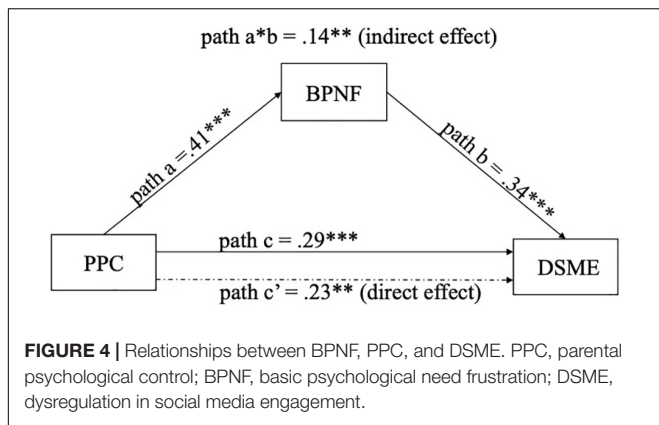 path a*b = .14** (indirect effect)
BPNF
path a =.41***
path b = .34***
path c = .29***
PPC
DSME
path c’ = .23** (direct effect)
FIGURE 4 | Relationships between BPNF, PPC, and DSME. PPC, parental
psychological control; BPNF, basic psychological need frustration; DSME,
dysregulation in social media engagement.